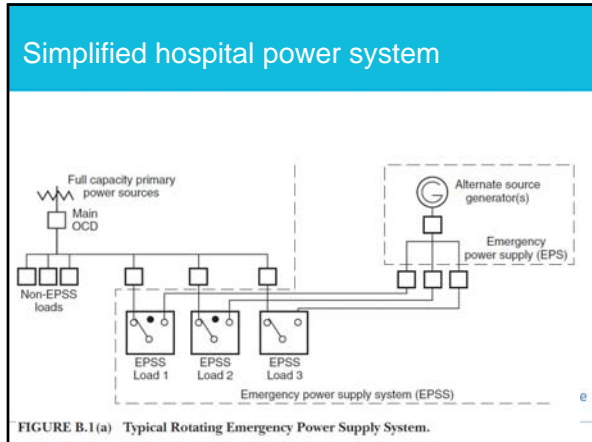 Simplified hospital power system
Full capacity primary
power sources
Main
OCD
Non-EPSS
loads
G
Alternate source
generator(s)
Emergency
power supply (EPS)
EPSS
Load 1
EPSS
Load 2
EPSS
Load 3
Emergency power supply system (EPSS)
e
FIGURE B.1(a) Typical Rotating Emergency Power Supply System.